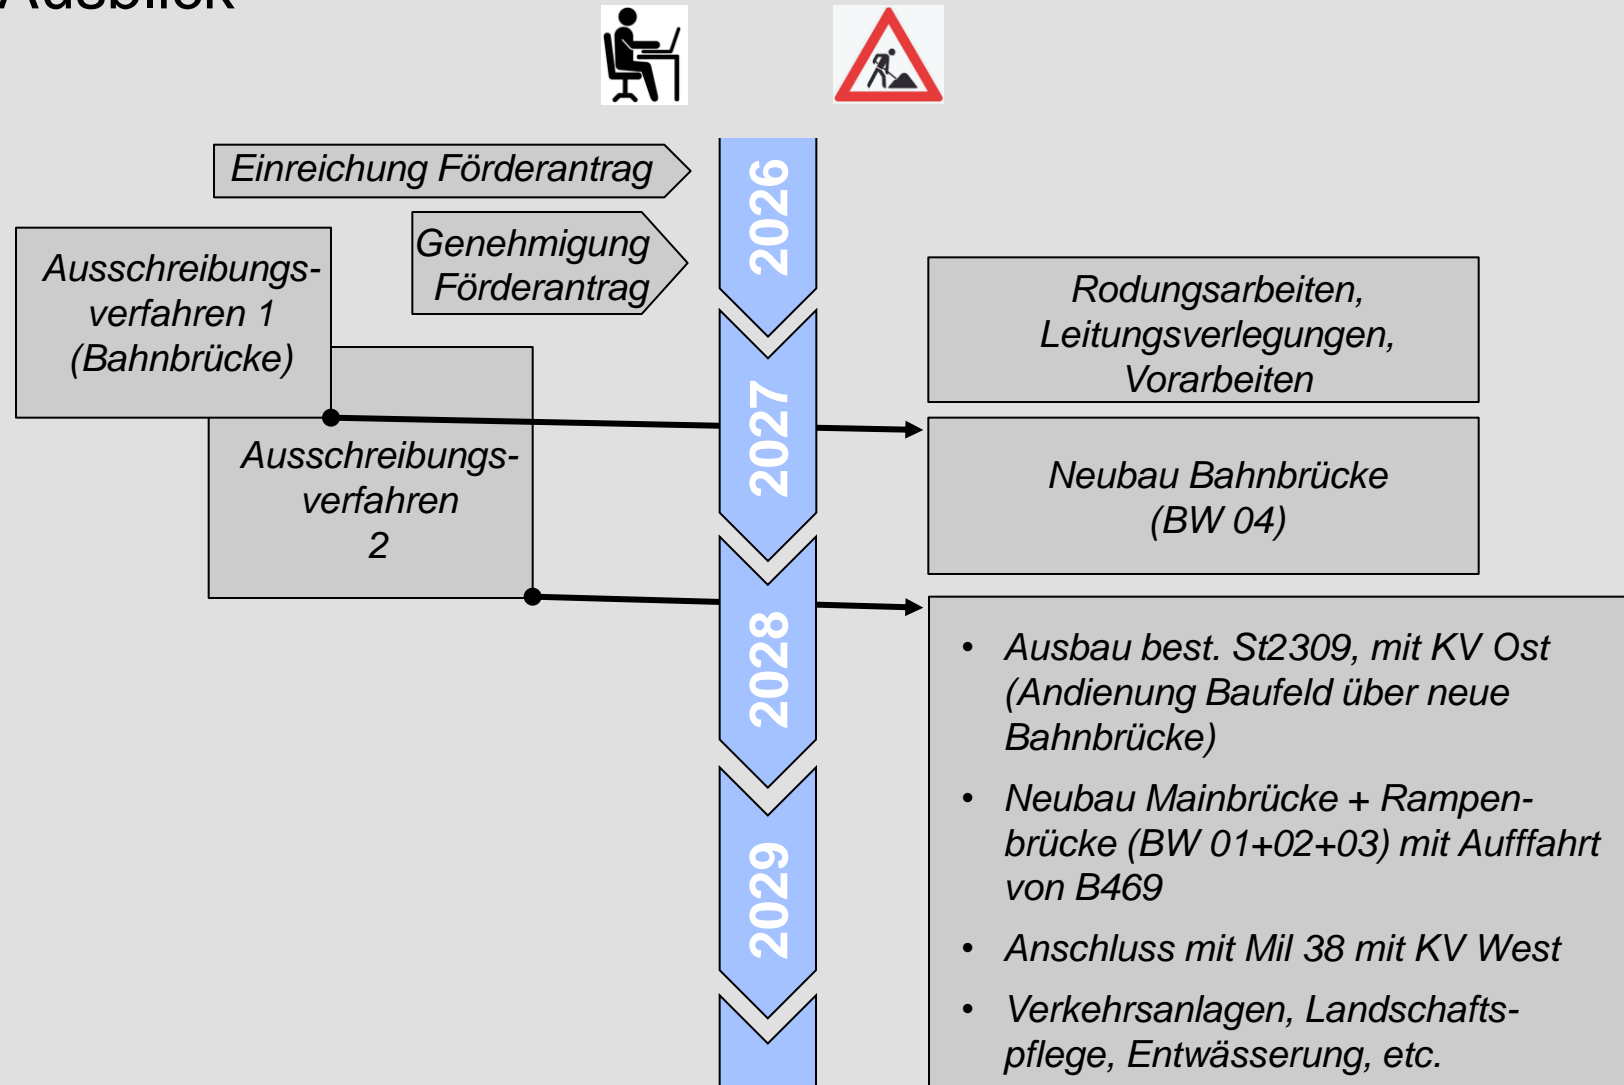 Ausblick
Einreichung Förderantrag
Genehmigung
Förderantrag
Ausschreibungs-
verfahren 1
(Bahnbrücke)
Ausschreibungs-
verfahren
2
2026
2027
2028
2029
Rodungsarbeiten,
Leitungsverlegungen,
Vorarbeiten
Neubau Bahnbrücke
(BW 04)
• Ausbau best. St2309, mit KV Ost
(Andienung Baufeld über neue
Bahnbrücke)
• Neubau Mainbrücke + Rampen-
brücke (BW 01+02+03) mit Aufffahrt
von B469
• Anschluss mit Mil 38 mit KV West
• Verkehrsanlagen, Landschafts-
pflege, Entwässerung, etc.